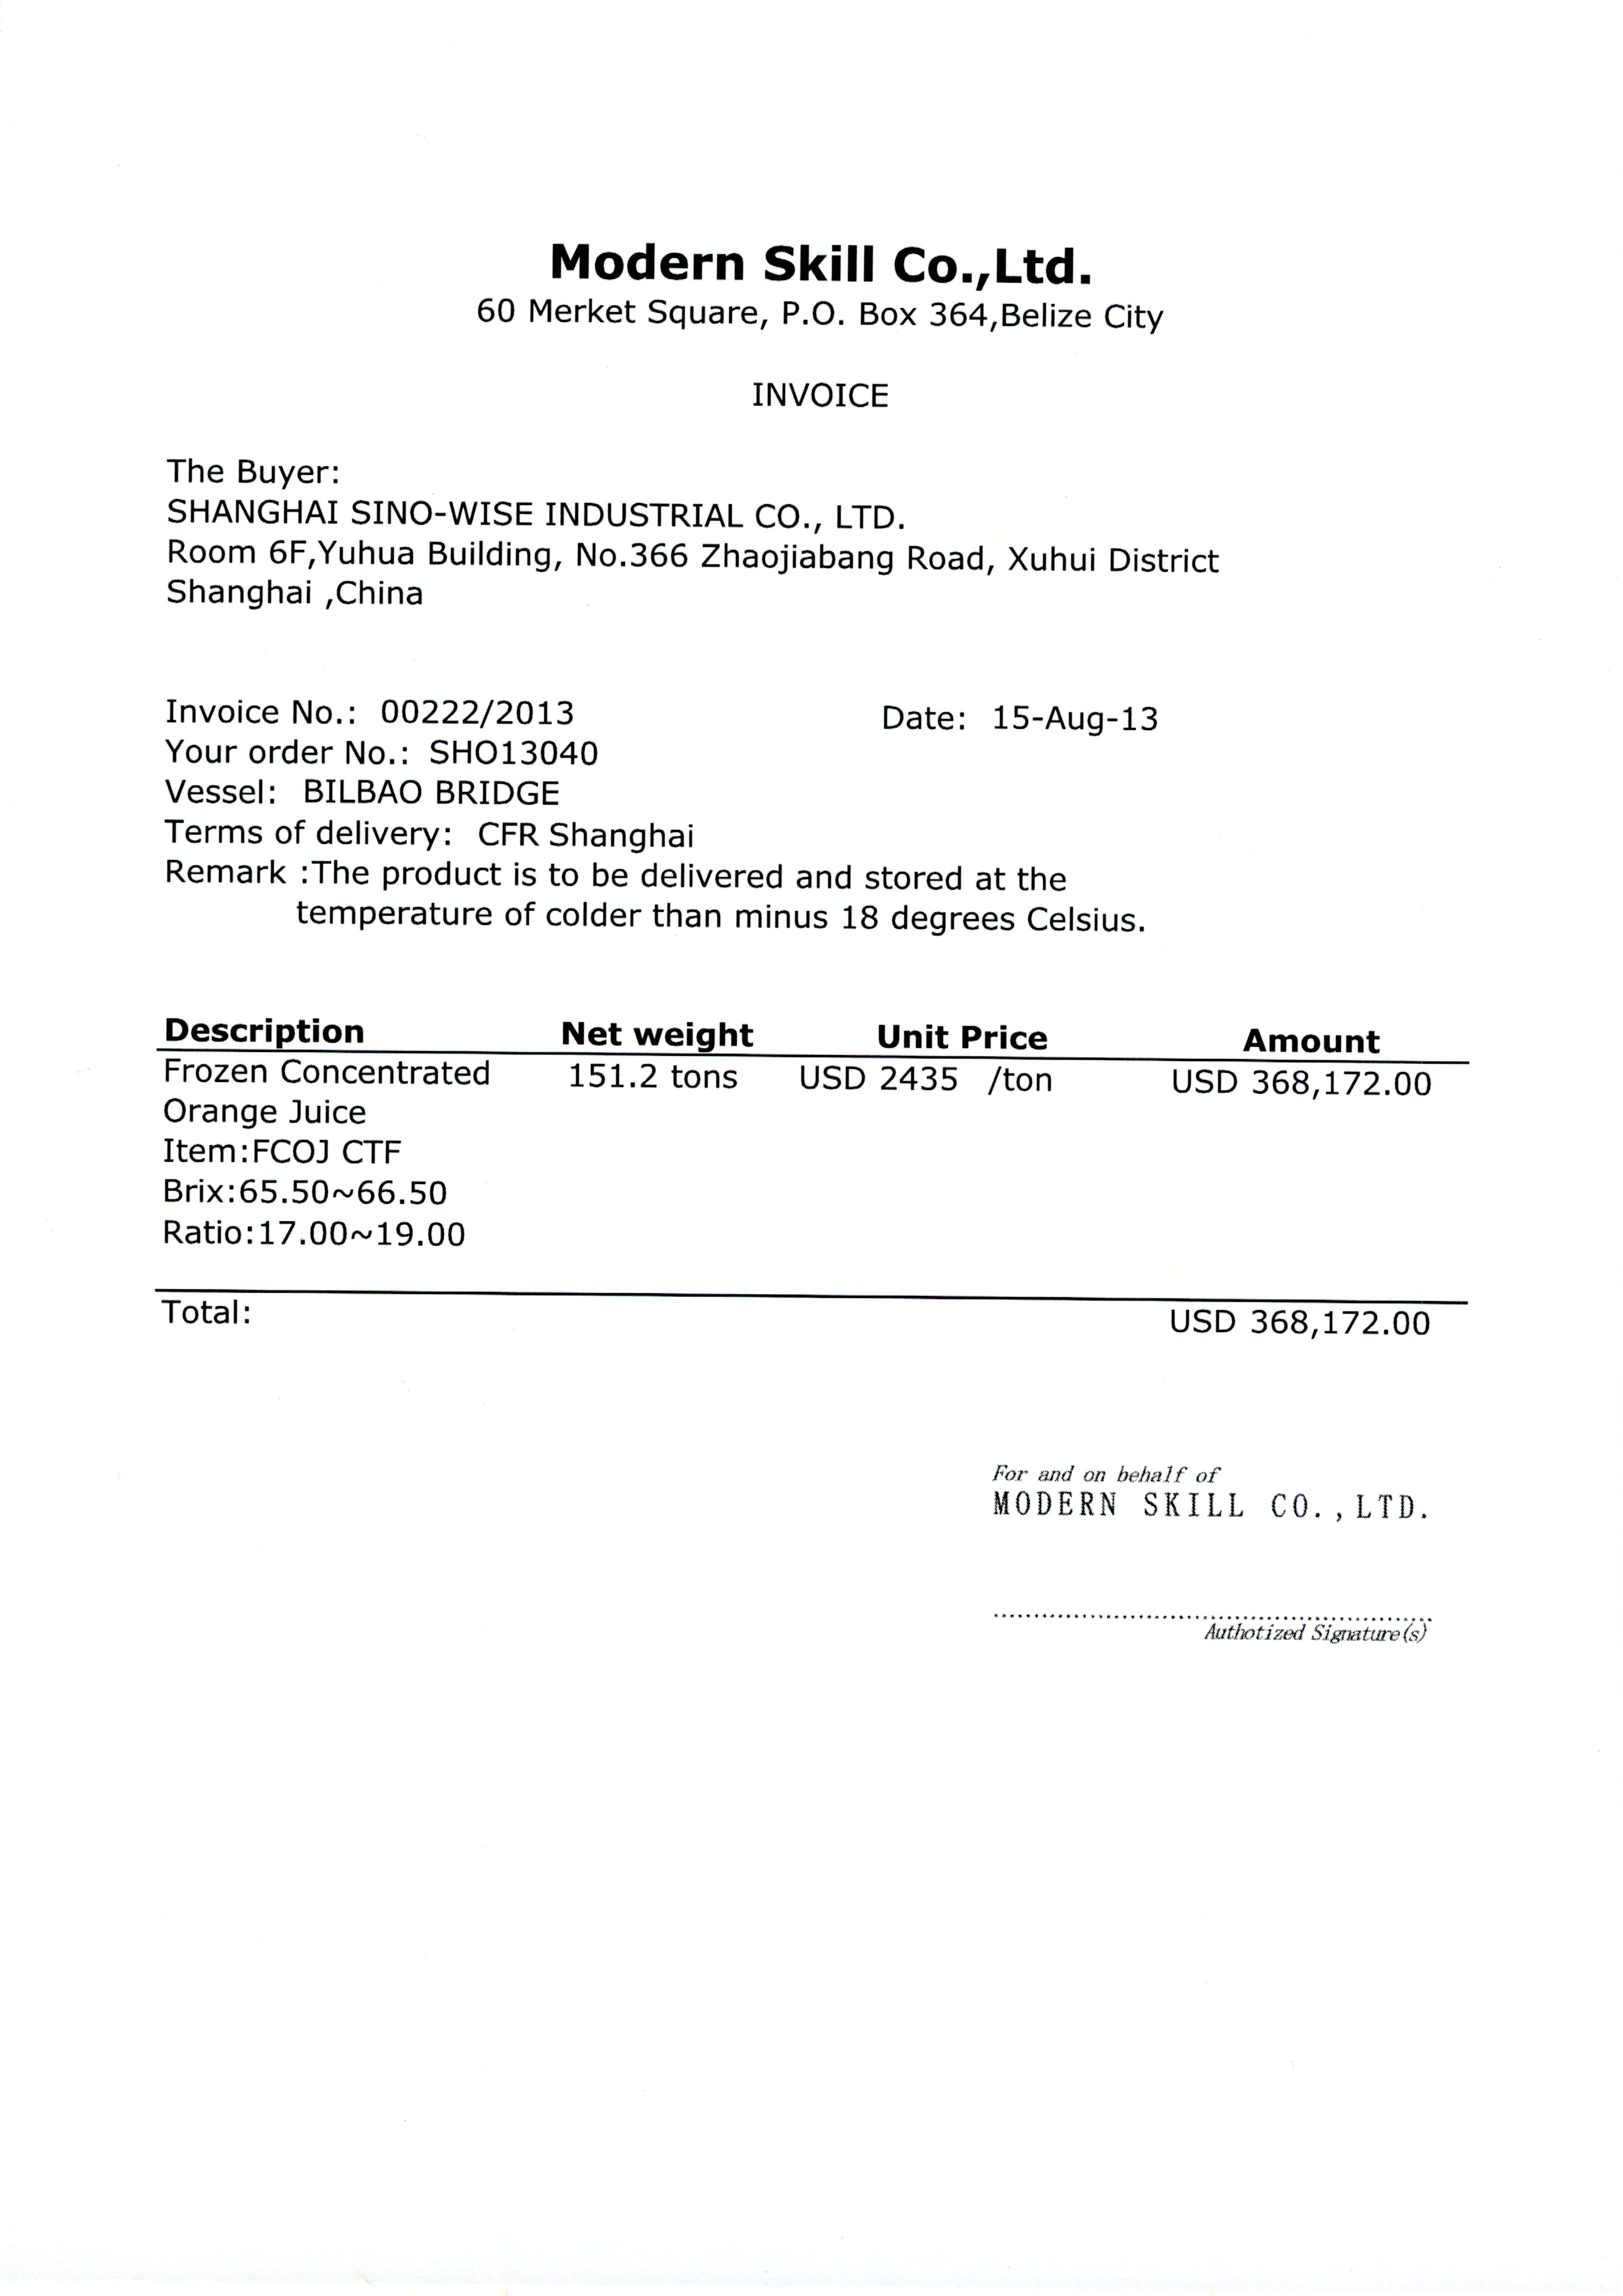 Modern Skill Co.,Ltd.
60 Merket Square, P.O. Box 364,Belize City
INVOICE
The Buyer:
SHANGHAI SINO-WISE INDUSTRIAL CO., LTD.
Room 6F,Yuhua Building, No.366 Zhaojiabang Road, Xuhui District
Shanghai ,China
Invoice No.: 00222/2013 Date: 15-Aug-13
Your order No.: SHO13040
Vessel: BILBAO BRIDGE
Terms of delivery: CFR Shanghai
Remark :The product is to be delivered and stored at the
temperature of colder than minus 18 degrees Celsius.
Description Net weight Unit Price Amount
Frozen Concentrated 151.2 tons USD 2435 /ton USD 368,172.00
Orange Juice
Item:FCOJ CTF
Brix:65.50~66.50
Ratio:17.00~19.00
Total: USD 368,172.00
For and on behalf of
MODERN SKILL CO.,LTD.
Authotized Signature(s)